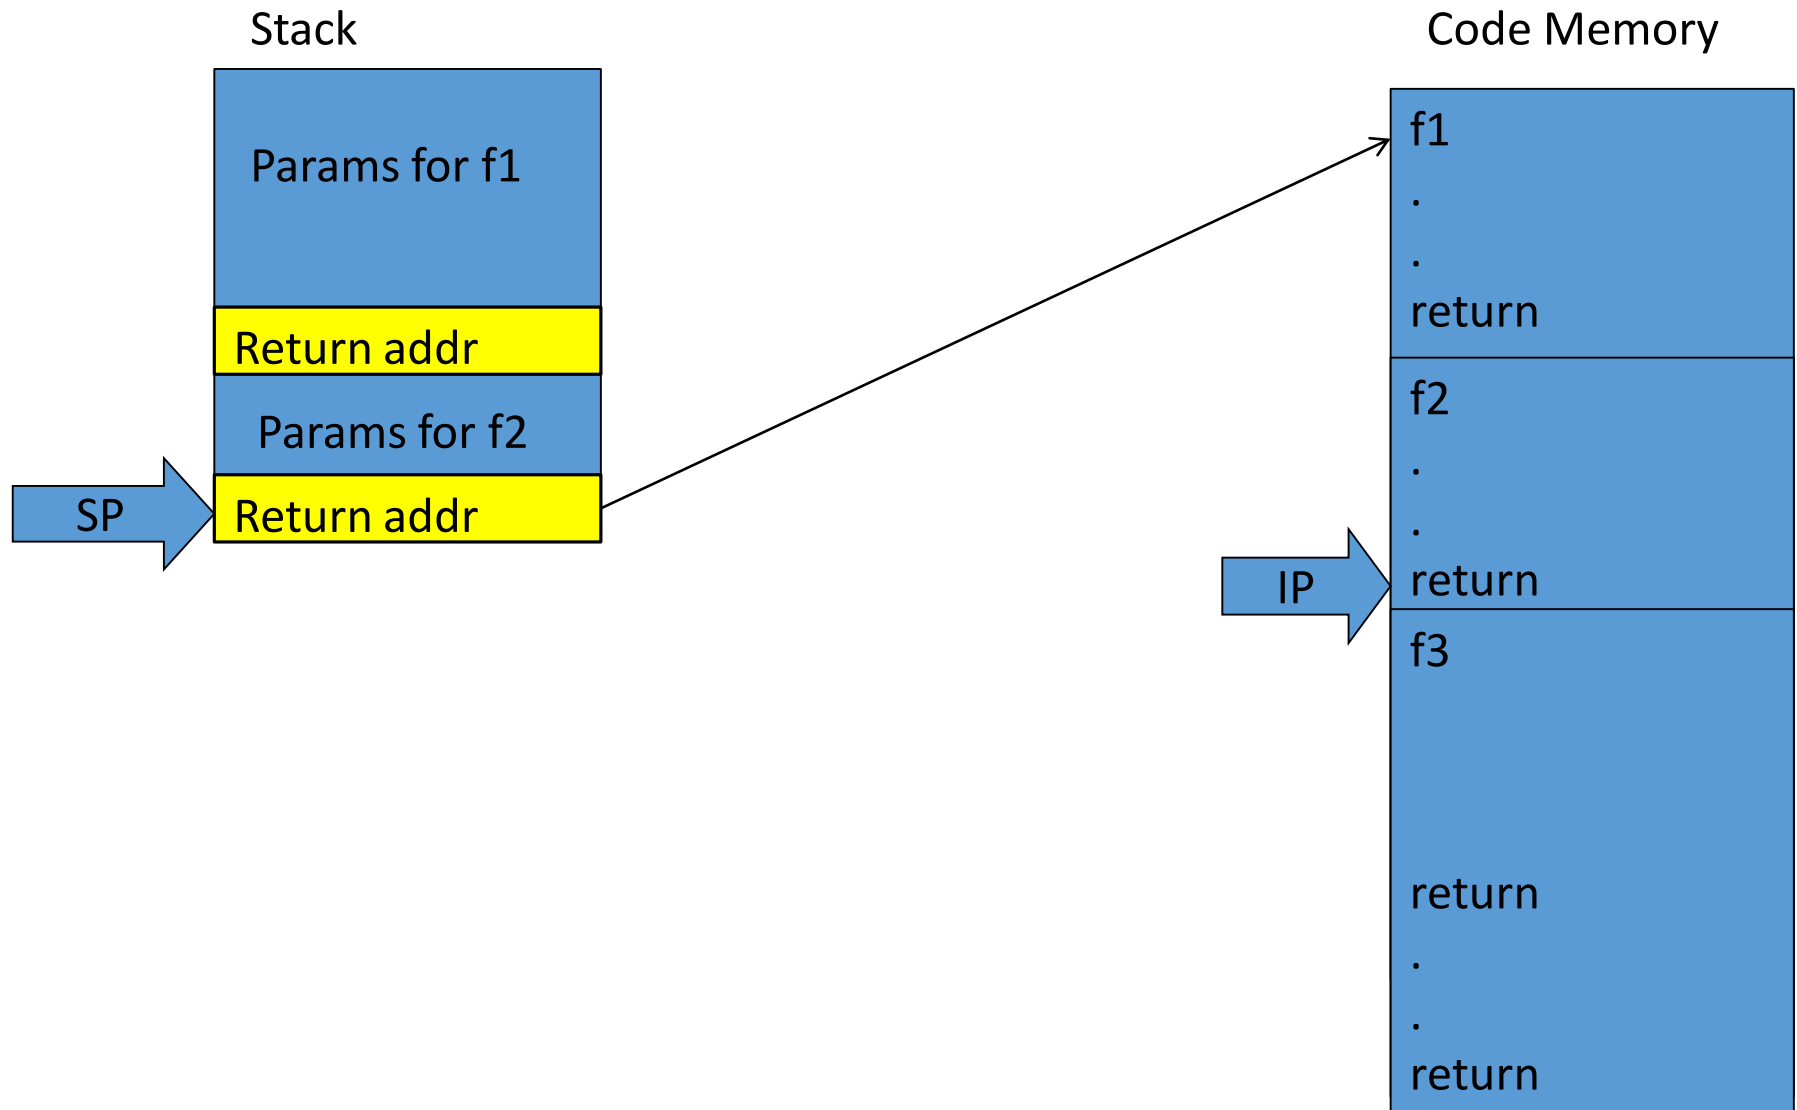 Stack
Params for f1
Return addr
Params for f2
SP
Return addr
Code Memory
f1
.
.
return
f2
.
.
IP
return
f3
return
.
.
return